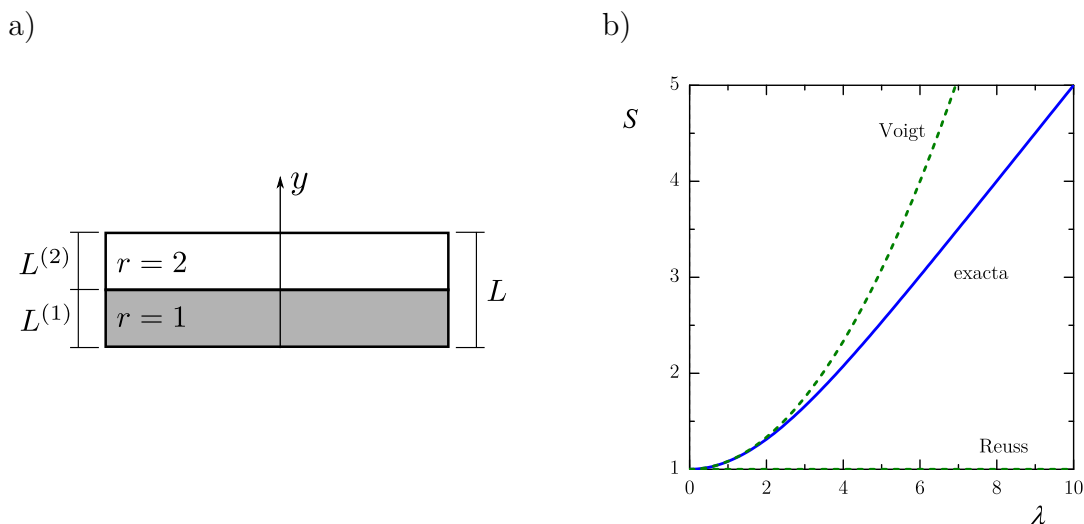 a)
b)
y
L^(2)
r = 2
L
L^(1)
r = 1
S
5
4
3
2
1
Voigt
exacta
Reuss
0 2 4 6 8 10
λ